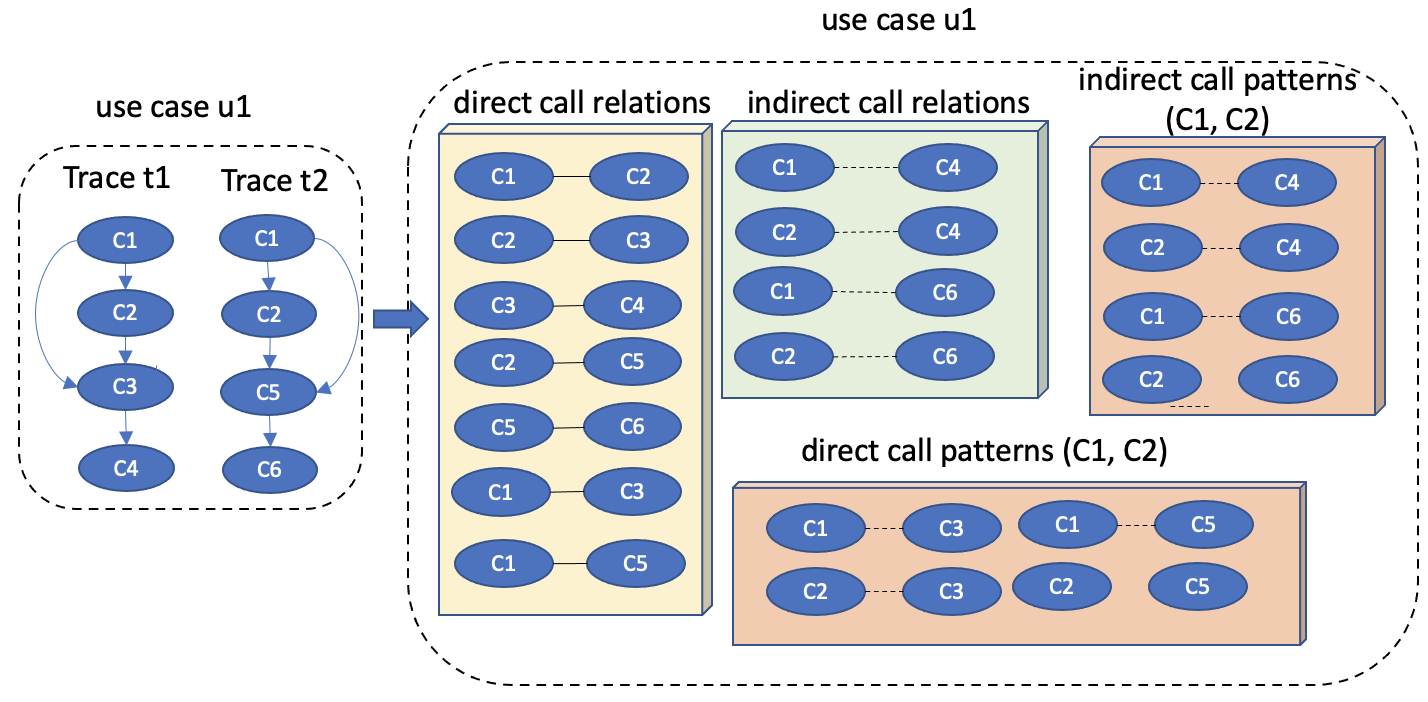 use case u1
use case u1
Trace t1 Trace t2
C1 C1
C2 C2
C3 C5
C4 C6
direct call relations
C1 C2
C2 C3
C3 C4
C2 C5
C5 C6
C1 C3
C1 C5
indirect call relations
C1 C4
C2 C4
C1 C6
C2 C6
indirect call patterns
(C1, C2)
C1 C4
C2 C4
C1 C6
C2 C6
direct call patterns (C1, C2)
C1 C3 C1 C5
C2 C3 C2 C5